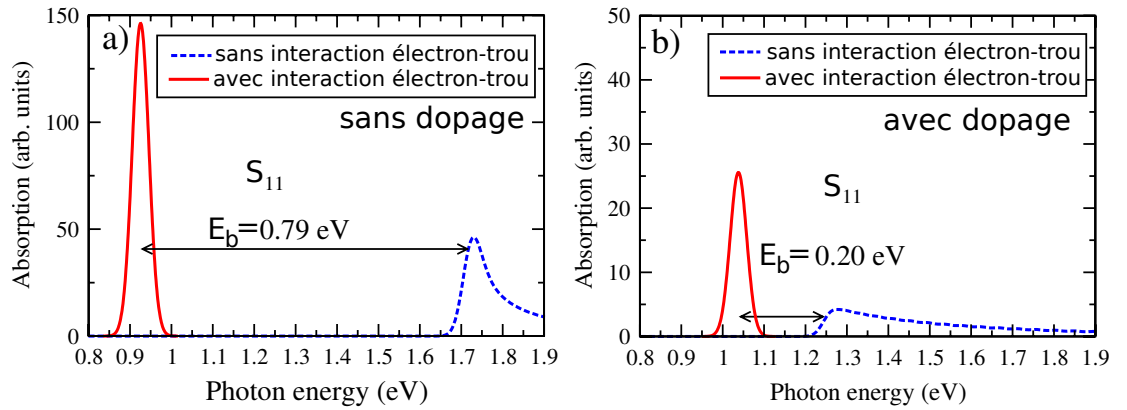 a)
sans interaction électron-trou
avec interaction électron-trou
sans dopage
S11
Eb=0.79 eV
Absorption (arb. units)
150
100
50
0
0.8 0.9 1 1.1 1.2 1.3 1.4 1.5 1.6 1.7 1.8 1.9
Photon energy (eV)
b)
sans interaction électron-trou
avec interaction électron-trou
avec dopage
S11
Eb= 0.20 eV
Absorption (arb. units)
50
40
30
20
10
0
0.8 0.9 1 1.1 1.2 1.3 1.4 1.5 1.6 1.7 1.8 1.9
Photon energy (eV)